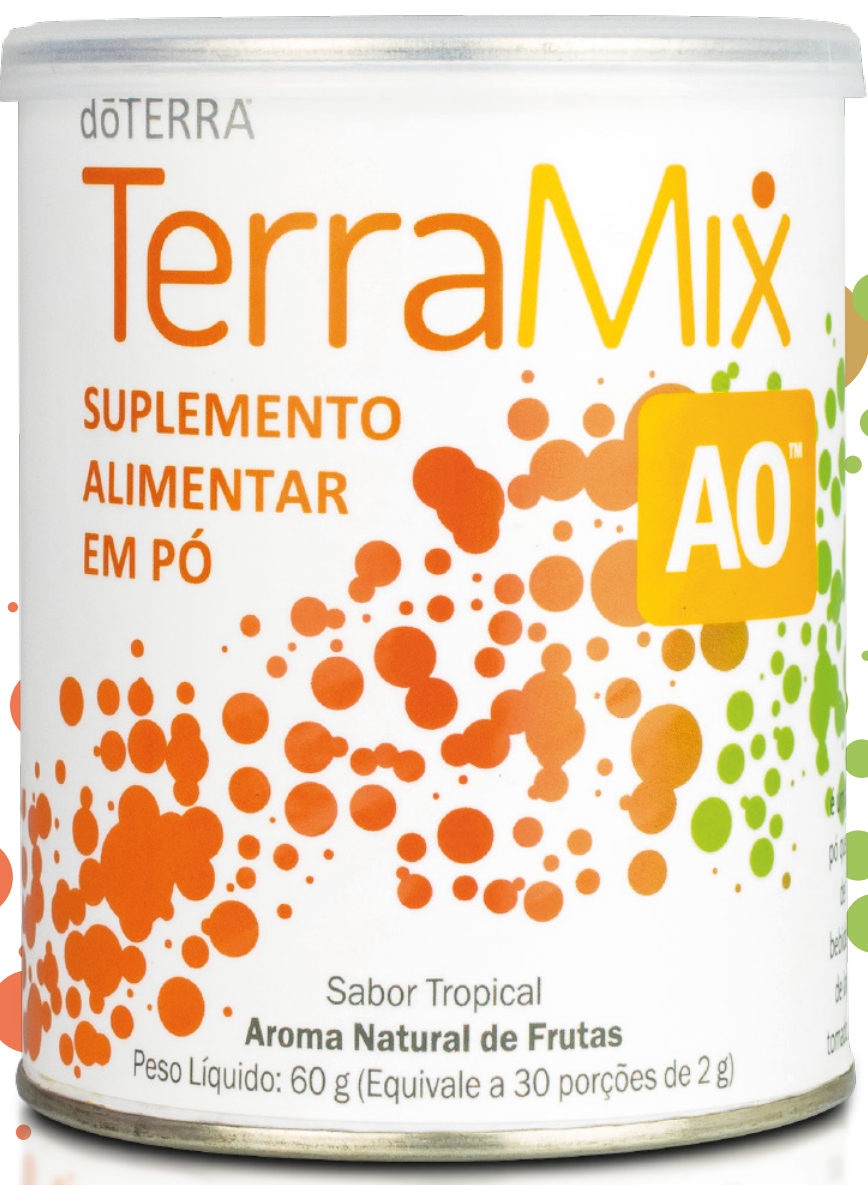 dōTERRA®
TerraMix
SUPLEMENTO
ALIMENTAR
EM PÓ
AO™
Sabor Tropical
Aroma Natural de Frutas
Peso Líquido: 60 g (Equivale a 30 porções de 2 g)